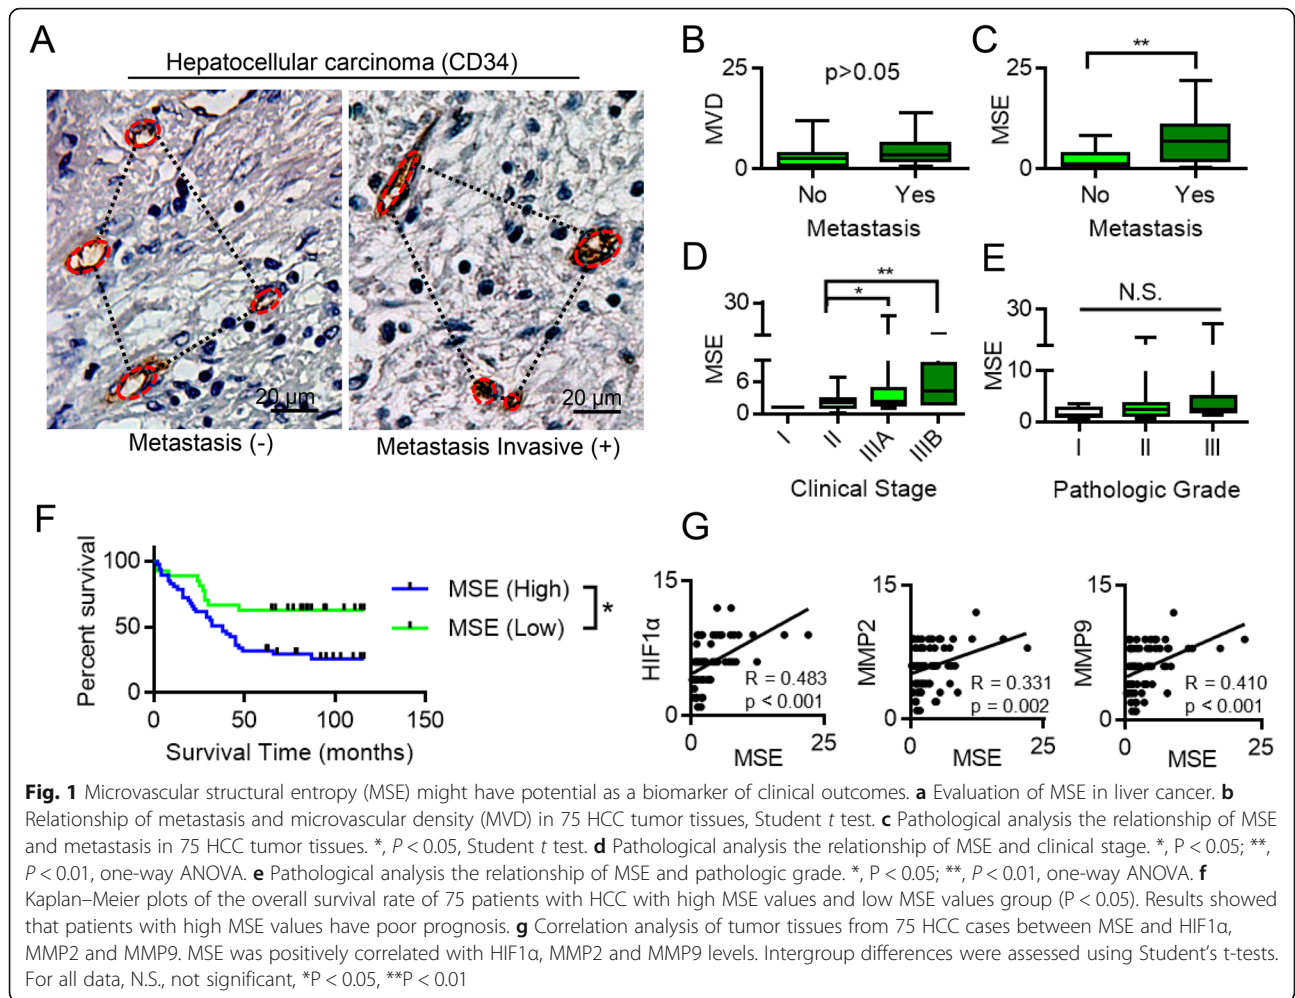 A
Hepatocellular carcinoma (CD34)
20 µm
20 µm
Metastasis (-)
Metastasis Invasive (+)
B
MVD
25
0
p>0.05
No
Yes
Metastasis
C
MSE
25
0
**
No
Yes
Metastasis
D
MSE
30
6
0
*
**
I
II
IIIA
IIIB
Clinical Stage
E
MSE
30
10
0
N.S.
I
II
III
Pathologic Grade
F
Percent survival
100
50
0
0
50
100
150
Survival Time (months)
MSE (High)
MSE (Low)
*
G
HIF1α
15
0
R = 0.483
p < 0.001
0
25
MSE
MMP2
15
0
R = 0.331
p = 0.002
0
25
MSE
MMP9
15
0
R = 0.410
p < 0.001
0
25
MSE
Fig. 1 Microvascular structural entropy (MSE) might have potential as a biomarker of clinical outcomes. a Evaluation of MSE in liver cancer. b
Relationship of metastasis and microvascular density (MVD) in 75 HCC tumor tissues, Student t test. c Pathological analysis the relationship of MSE
and metastasis in 75 HCC tumor tissues. *, P < 0.05, Student t test. d Pathological analysis the relationship of MSE and clinical stage. *, P < 0.05; **,
P < 0.01, one-way ANOVA. e Pathological analysis the relationship of MSE and pathologic grade. *, P < 0.05; **, P < 0.01, one-way ANOVA. f
Kaplan–Meier plots of the overall survival rate of 75 patients with HCC with high MSE values and low MSE values group (P < 0.05). Results showed
that patients with high MSE values have poor prognosis. g Correlation analysis of tumor tissues from 75 HCC cases between MSE and HIF1α,
MMP2 and MMP9. MSE was positively correlated with HIF1α, MMP2 and MMP9 levels. Intergroup differences were assessed using Student's t-tests.
For all data, N.S., not significant, *P < 0.05, **P < 0.01